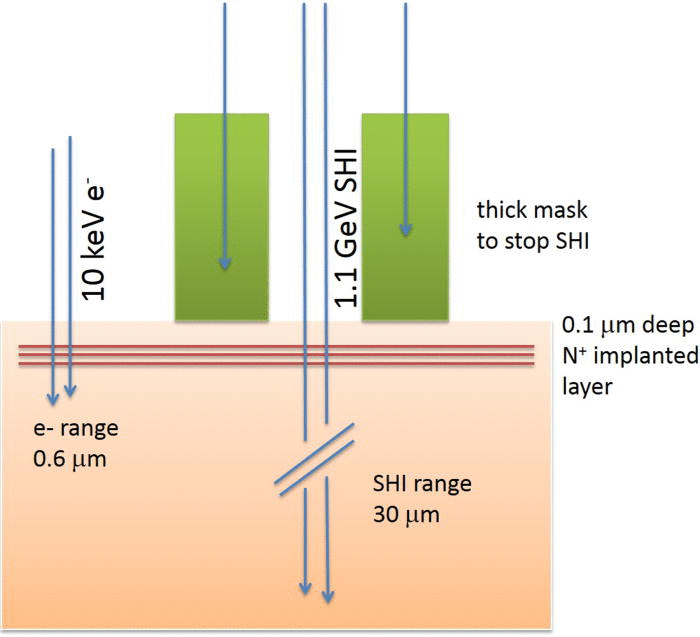 10 keV e⁻
1.1 GeV SHI
thick mask
to stop SHI
0.1 μm deep
N⁺ implanted
layer
e- range
0.6 μm
SHI range
30 μm